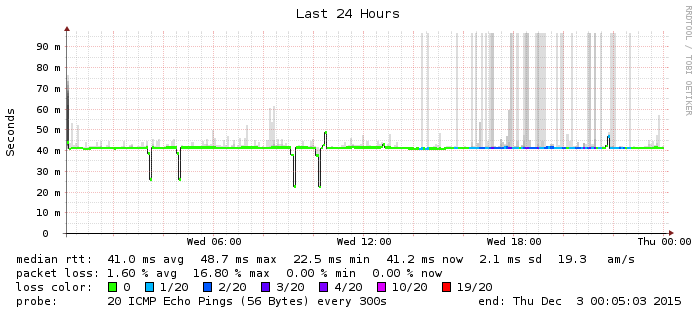 Last 24 Hours
RRDTOOL / TOBI OETIKER
Seconds
90 m
80 m
70 m
60 m
50 m
40 m
30 m
20 m
10 m
0
Wed 06:00 Wed 12:00 Wed 18:00 Thu 00:00
median rtt: 41.0 ms avg 48.7 ms max 22.5 ms min 41.2 ms now 2.1 ms sd 19.3 am/s
packet loss: 1.60 % avg 16.80 % max 0.00 % min 0.00 % now
loss color: 0 1/20 2/20 3/20 4/20 10/20 19/20
probe: 20 ICMP Echo Pings (56 Bytes) every 300s end: Thu Dec 3 00:05:03 2015